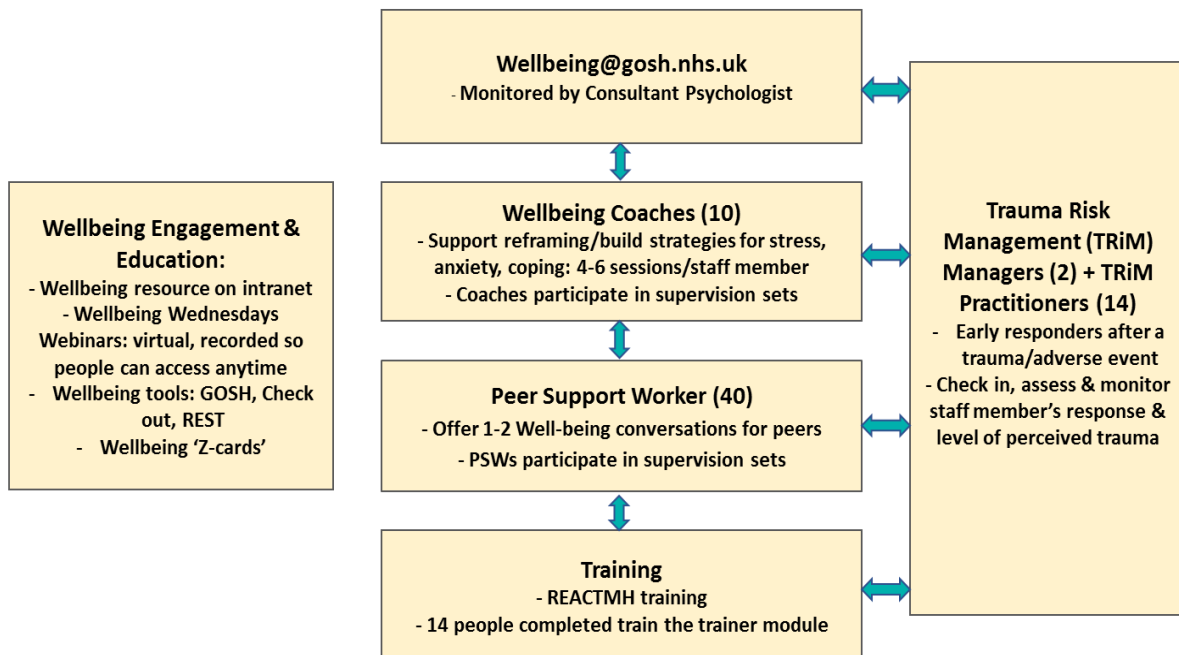 Wellbeing@gosh.nhs.uk
- Monitored by Consultant Psychologist
Wellbeing Engagement &
Education:
- Wellbeing resource on intranet
- Wellbeing Wednesdays
Webinars: virtual, recorded so
people can access anytime
- Wellbeing tools: GOSH, Check
out, REST
- Wellbeing ‘Z-cards’
Wellbeing Coaches (10)
- Support reframing/build strategies for stress,
anxiety, coping: 4-6 sessions/staff member
- Coaches participate in supervision sets
Peer Support Worker (40)
- Offer 1-2 Well-being conversations for peers
- PSWs participate in supervision sets
Training
- REACTMH training
- 14 people completed train the trainer module
Trauma Risk
Management (TRiM)
Managers (2) + TRiM
Practitioners (14)
- Early responders after a
trauma/adverse event
- Check in, assess & monitor
staff member’s response &
level of perceived trauma